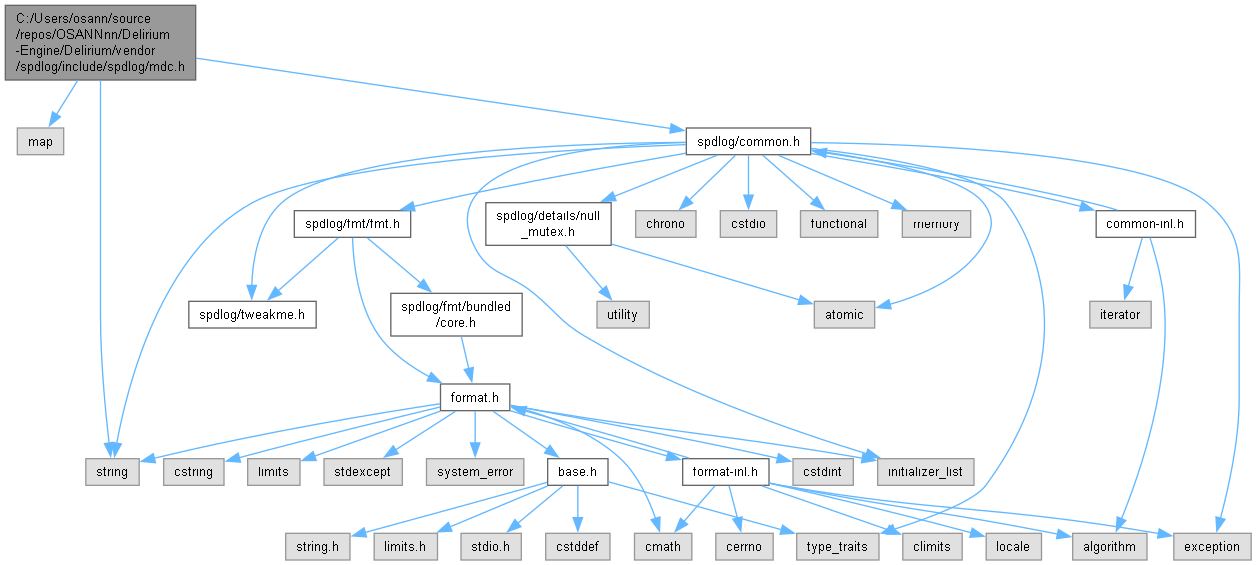 C:/Users/osann/source
/repos/OSANNnn/Delirium
-Engine/Delirium/vendor
/spdlog/include/spdlog/mdc.h
map
spdlog/common.h
spdlog/fmt/fmt.h
spdlog/details/null
_mutex.h
chrono
cstdio
functional
memory
common-inl.h
spdlog/tweakme.h
spdlog/fmt/bundled
/core.h
utility
atomic
iterator
format.h
string
cstring
limits
stdexcept
system_error
base.h
format-inl.h
cstdint
initializer_list
string.h
limits.h
stdio.h
cstddef
cmath
cerrno
type_traits
climits
locale
algorithm
exception